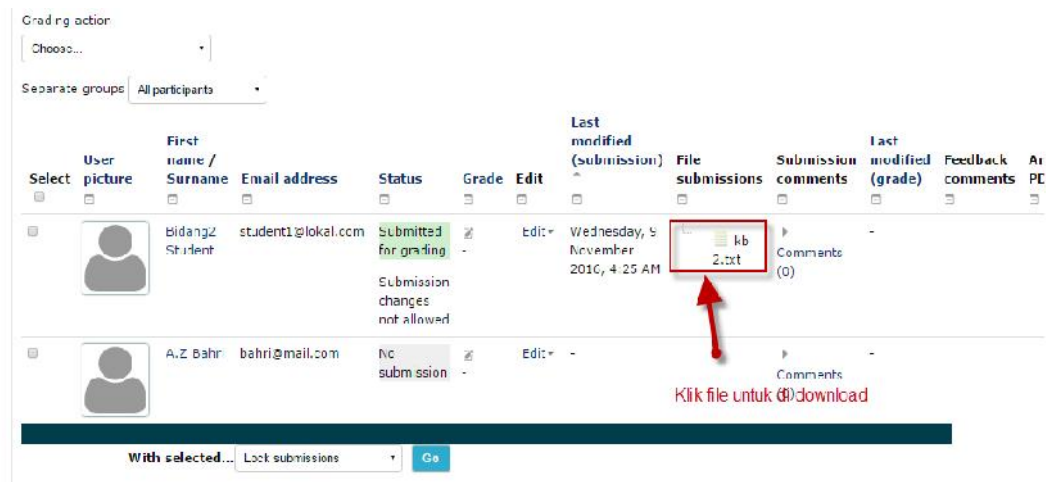 Grading action
Choose...
Separate groups All participants
Last
First modified Last
User name / (submission) File Submission modified Feedback An
Select picture Surname Email address Status Grade Edit submissions comments (grade) comments PD
Bidang2 student1@lokal.com Submitted Edit Wednesday, 9 kb -
Student for grading - November 2.txt Comments
2016, 4:25 AM (0)
Submission
changes
not allowed
A.Z Bahri bahri@mail.com No Edit - -
submission - Comments
Klik file untuk di download
With selected... Lock submissions Go